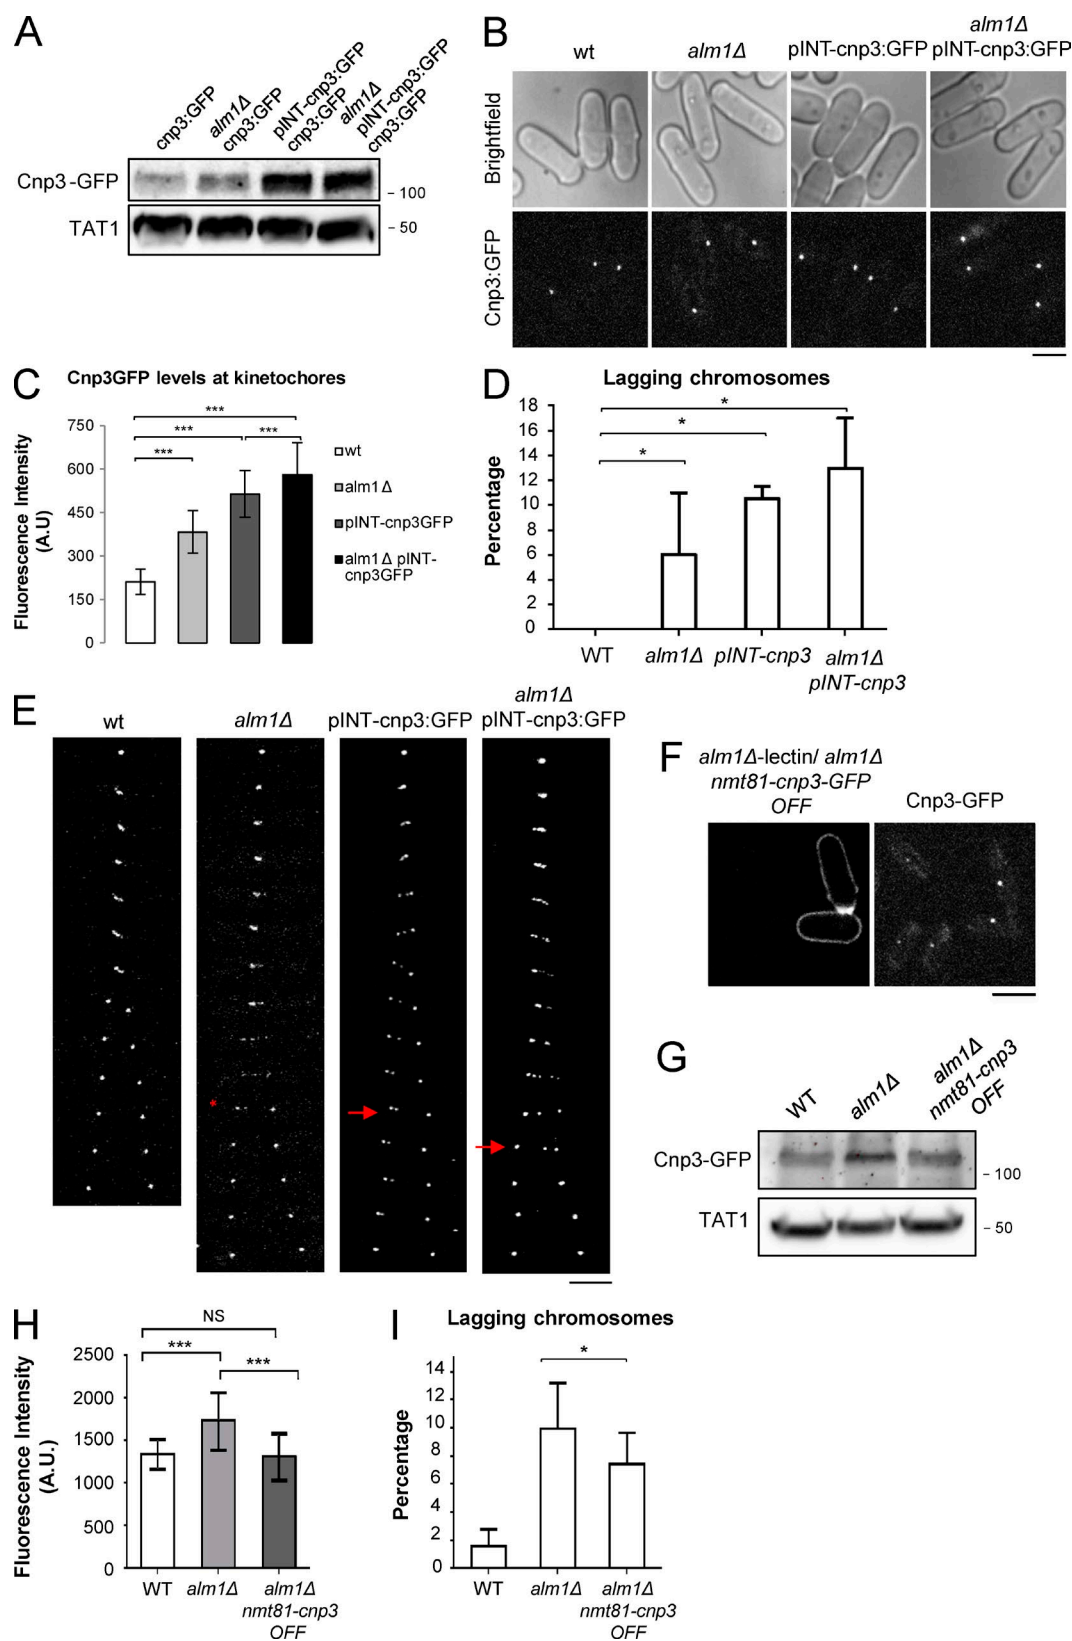 A
cnp3:GFP
alm1Δ
cnp3:GFP
pINT-cnp3:GFP
cnp3:GFP
alm1Δ
pINT-cnp3:GFP
cnp3:GFP
Cnp3-GFP
- 100
TAT1
- 50
B
wt
alm1Δ
pINT-cnp3:GFP
alm1Δ
pINT-cnp3:GFP
Brightfield
Cnp3:GFP
C
Cnp3GFP levels at kinetochores
Fluorescence Intensity
(A.U)
750
600
450
300
150
0
***
***
***
***
wt
alm1Δ
pINT-cnp3GFP
alm1Δ pINT-
cnp3GFP
D
Lagging chromosomes
Percentage
18
16
14
12
10
8
6
4
2
0
*
*
*
WT
alm1Δ
pINT-cnp3
alm1Δ
pINT-cnp3
E
wt
alm1Δ
pINT-cnp3:GFP
alm1Δ
pINT-cnp3:GFP
*
F
alm1Δ-lectin/ alm1Δ
nmt81-cnp3-GFP
OFF
Cnp3-GFP
G
WT
alm1Δ
alm1Δ
nmt81-cnp3
OFF
Cnp3-GFP
- 100
TAT1
- 50
H
Fluorescence Intensity
(A.U.)
2500
2000
1500
1000
500
0
NS
***
***
WT
alm1Δ
alm1Δ
nmt81-cnp3
OFF
I
Lagging chromosomes
Percentage
14
12
10
8
6
4
2
0
*
WT
alm1Δ
alm1Δ
nmt81-cnp3
OFF